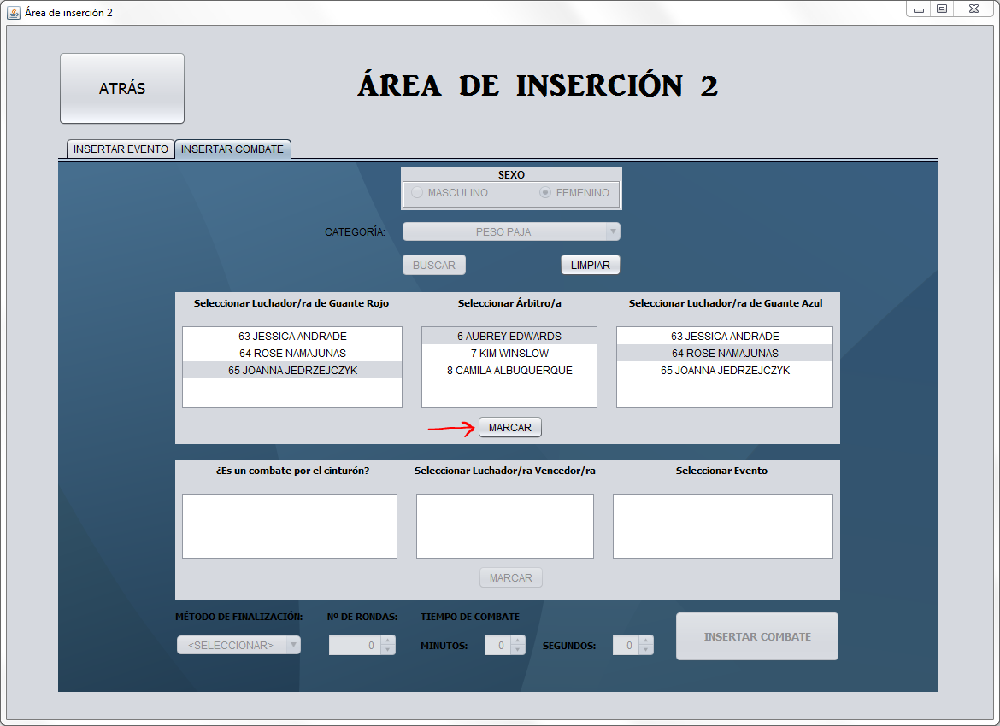 Área de inserción 2
ATRÁS
ÁREA DE INSERCIÓN 2
INSERTAR EVENTO INSERTAR COMBATE
SEXO
MASCULINO FEMENINO
CATEGORÍA: PESO PAJA
BUSCAR LIMPIAR
Seleccionar Luchador/ra de Guante Rojo Seleccionar Árbitro/a Seleccionar Luchador/ra de Guante Azul
63 JESSICA ANDRADE 6 AUBREY EDWARDS 63 JESSICA ANDRADE
64 ROSE NAMAJUNAS 7 KIM WINSLOW 64 ROSE NAMAJUNAS
65 JOANNA JEDRZEJCZYK 8 CAMILA ALBUQUERQUE 65 JOANNA JEDRZEJCZYK
MARCAR
¿Es un combate por el cinturón? Seleccionar Luchador/ra Vencedor/ra Seleccionar Evento
MARCAR
MÉTODO DE FINALIZACIÓN: Nº DE RONDAS: TIEMPO DE COMBATE
<SELECCIONAR> 0 MINUTOS: 0 SEGUNDOS: 0 INSERTAR COMBATE